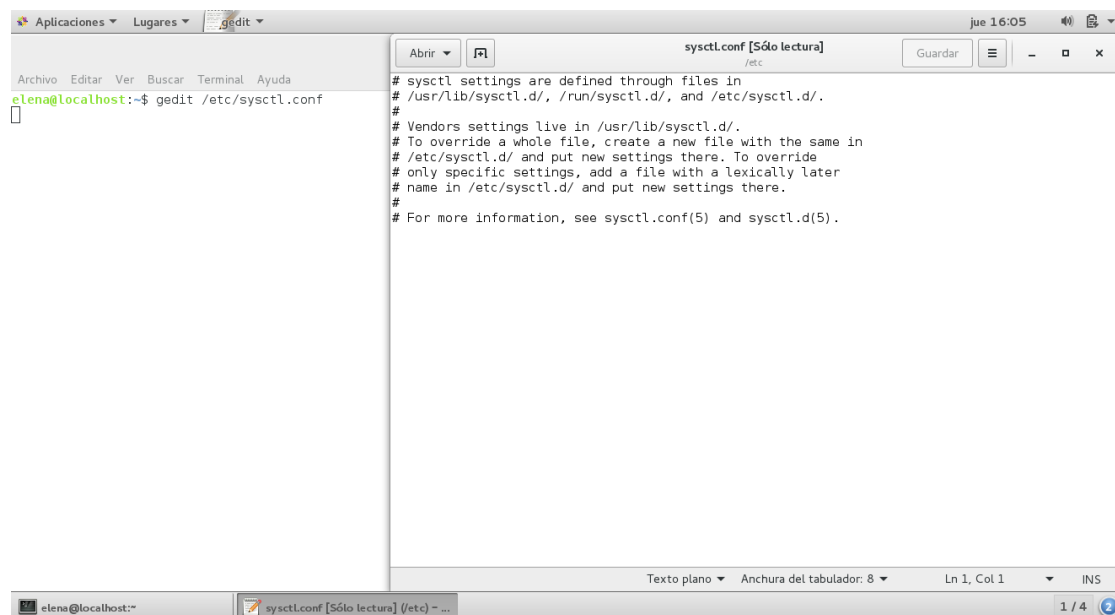 Aplicaciones Lugares gedit jue 16:05
Archivo Editar Ver Buscar Terminal Ayuda
elena@localhost:~$ gedit /etc/sysctl.conf
Abrir sysctl.conf [Sólo lectura] Guardar
/etc
# sysctl settings are defined through files in
# /usr/lib/sysctl.d/, /run/sysctl.d/, and /etc/sysctl.d/.
#
# Vendors settings live in /usr/lib/sysctl.d/.
# To override a whole file, create a new file with the same in
# /etc/sysctl.d/ and put new settings there. To override
# only specific settings, add a file with a lexically later
# name in /etc/sysctl.d/ and put new settings there.
#
# For more information, see sysctl.conf(5) and sysctl.d(5).
Texto plano Anchura del tabulador: 8 Ln 1, Col 1 INS
elena@localhost:~ sysctl.conf [Sólo lectura] (/etc) – ... 1 / 4 2